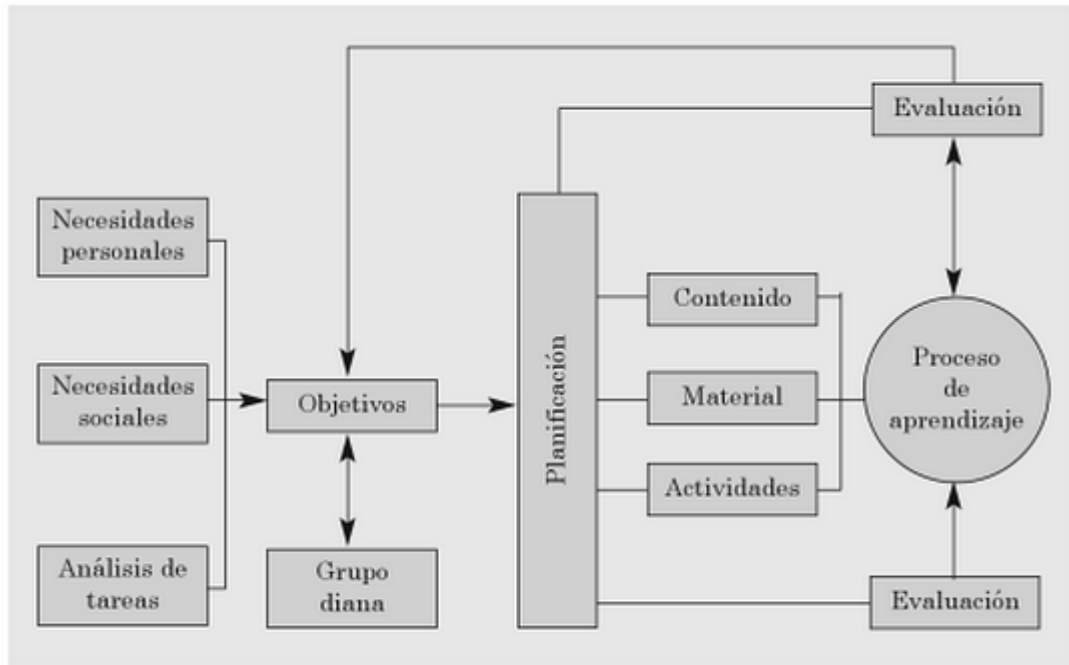 Evaluación
Necesidades
personales
Contenido
Proceso
de
aprendizaje
Necesidades
sociales
Objetivos
Planificación
Material
Actividades
Análisis de
tareas
Grupo
diana
Evaluación